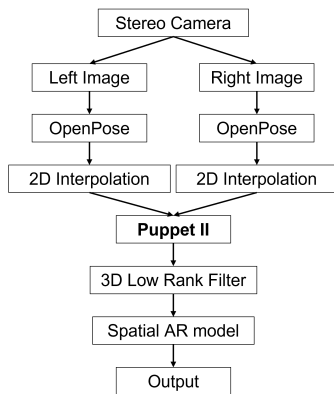 Stereo Camera
Left Image
Right Image
OpenPose
OpenPose
2D Interpolation
2D Interpolation
Puppet II
3D Low Rank Filter
Spatial AR model
Output